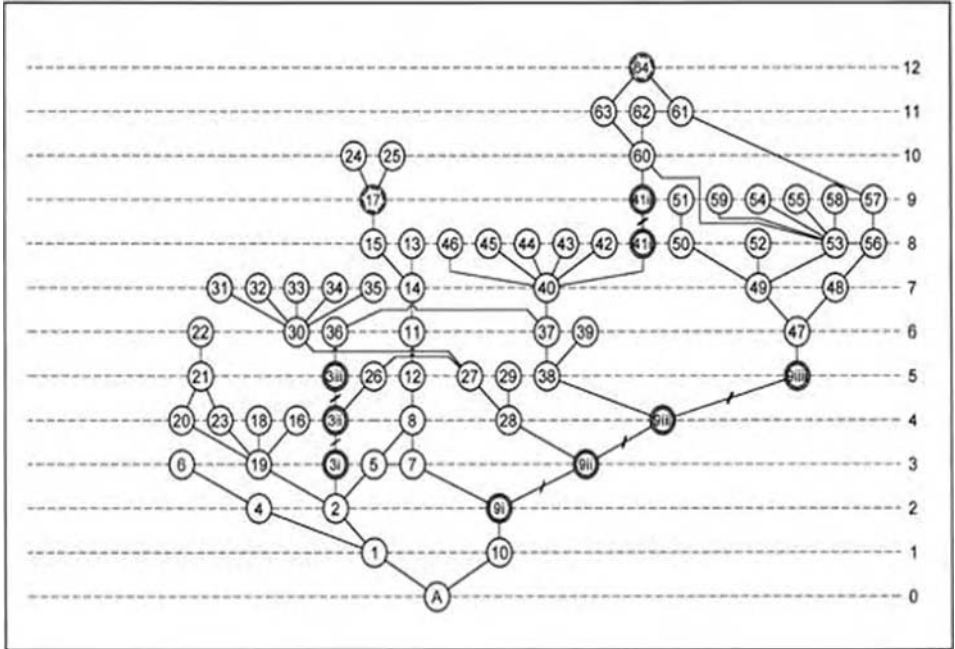 64 12
63 62 61 11
24 25 60 10
17 41ii 51 59 54 55 58 57 9
15 13 46 45 44 43 42 41i 50 52 53 56 8
31 32 33 34 35 14 40 49 48 7
22 30 36 11 37 39 47 6
21 3iii 26 12 27 29 38 5
20 23 18 16 3ii 8 28 9iii 4
6 19 3i 5 7 9ii 3
4 2 9i 2
1 10 1
A 0